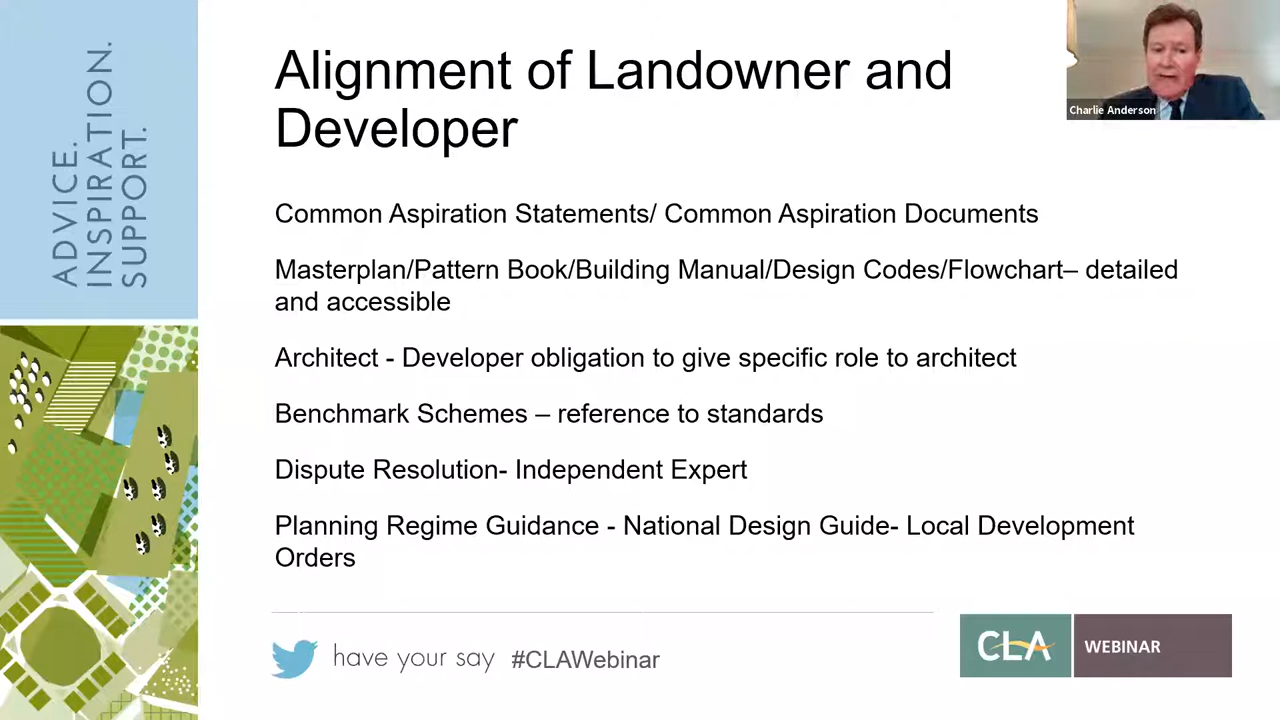 ADVICE.
INSPIRATION.
SUPPORT.
Alignment of Landowner and
Developer
Charlie Anderson
Common Aspiration Statements/ Common Aspiration Documents
Masterplan/Pattern Book/Building Manual/Design Codes/Flowchart– detailed
and accessible
Architect - Developer obligation to give specific role to architect
Benchmark Schemes – reference to standards
Dispute Resolution- Independent Expert
Planning Regime Guidance - National Design Guide- Local Development
Orders
have your say #CLAWebinar
CLA WEBINAR